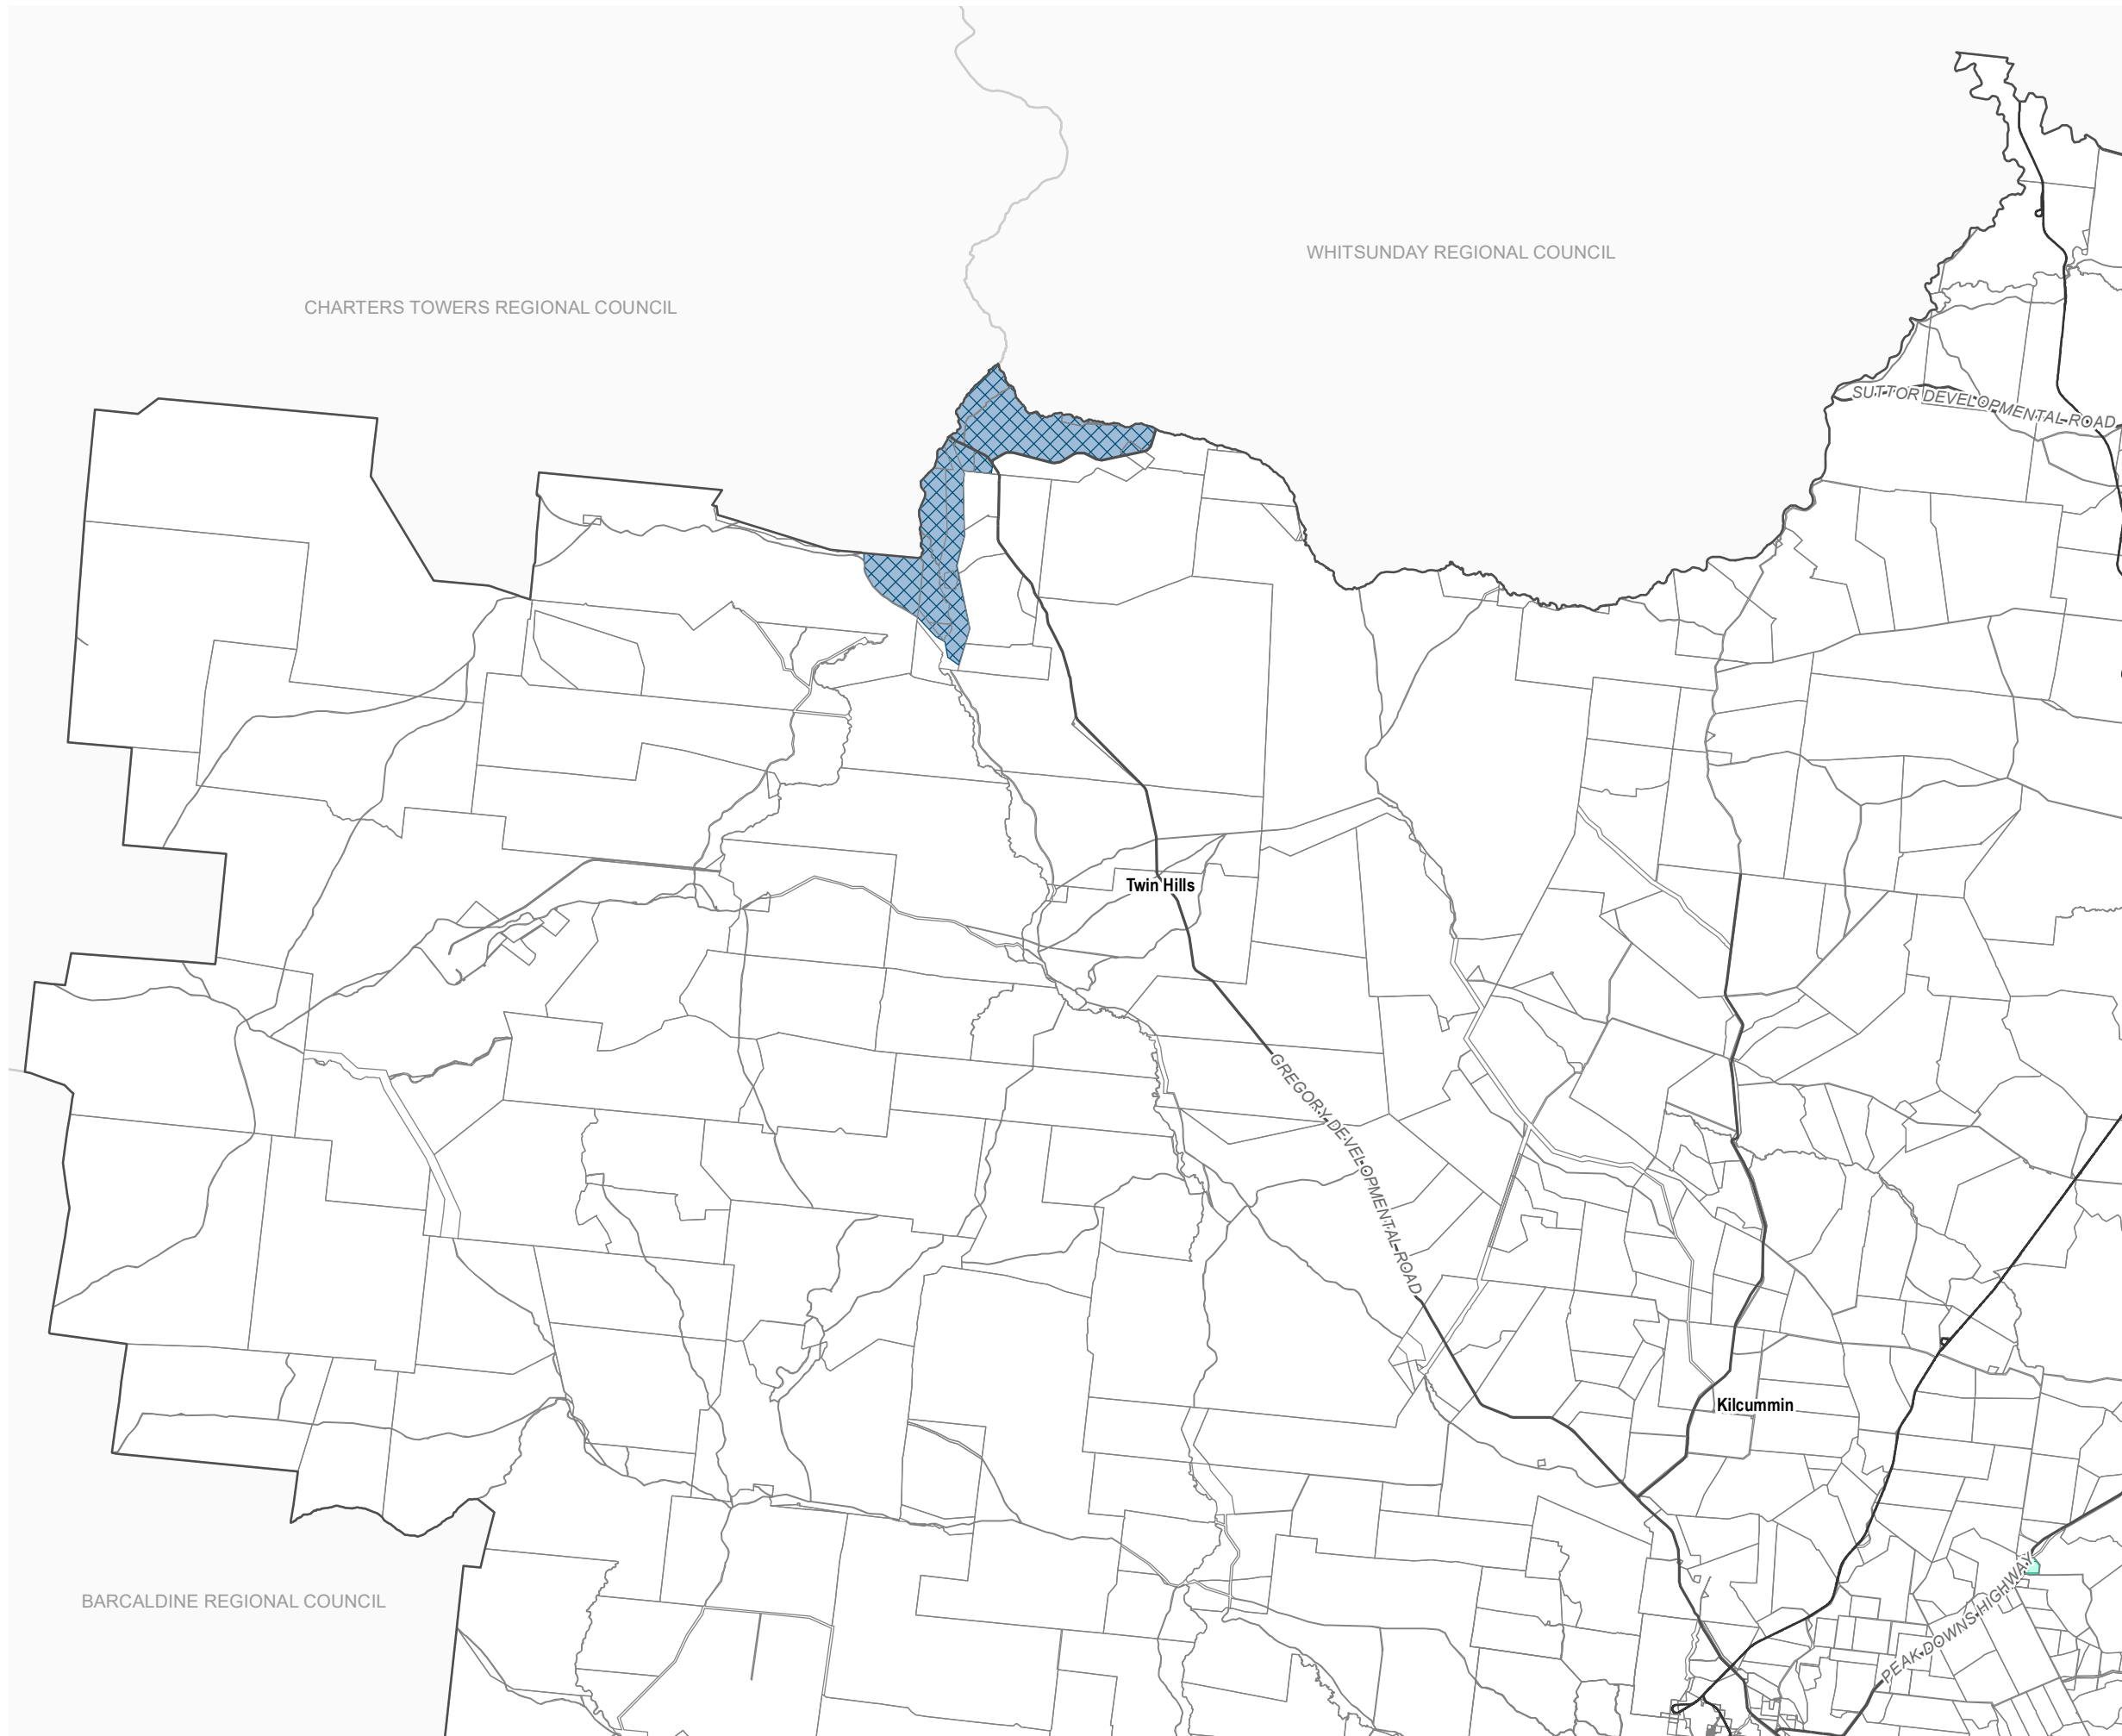 WHITSUNDAY REGIONAL COUNCIL
CHARTERS TOWERS REGIONAL COUNCIL
SUTTOR DEVELOPMENTAL ROAD
Twin Hills
GREGORY DEVELOPMENTAL ROAD
Kilcummin
BARCALDINE REGIONAL COUNCIL
PEAK DOWNS HIGHWAY